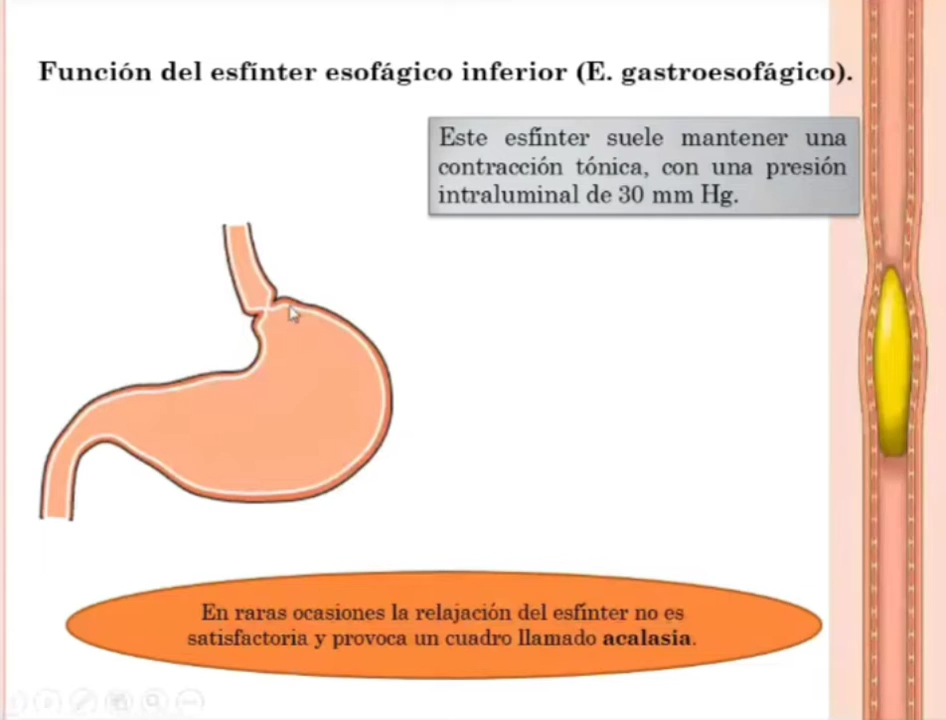 Función del esfínter esofágico inferior (E. gastroesofágico).
Este esfínter suele mantener una
contracción tónica, con una presión
intraluminal de 30 mm Hg.
En raras ocasiones la relajación del esfínter no es
satisfactoria y provoca un cuadro llamado acalasia.